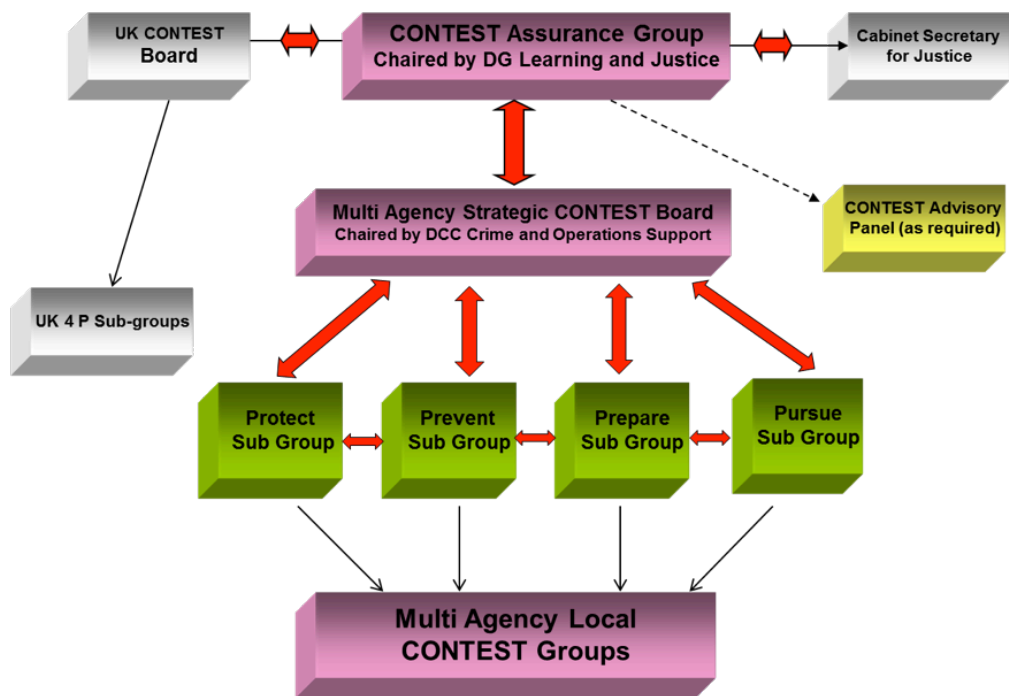 UK CONTEST
Board
CONTEST Assurance Group
Chaired by DG Learning and Justice
Cabinet Secretary
for Justice
Multi Agency Strategic CONTEST Board
Chaired by DCC Crime and Operations Support
CONTEST Advisory
Panel (as required)
UK 4 P Sub-groups
Protect
Sub Group
Prevent
Sub Group
Prepare
Sub Group
Pursue
Sub Group
Multi Agency Local
CONTEST Groups